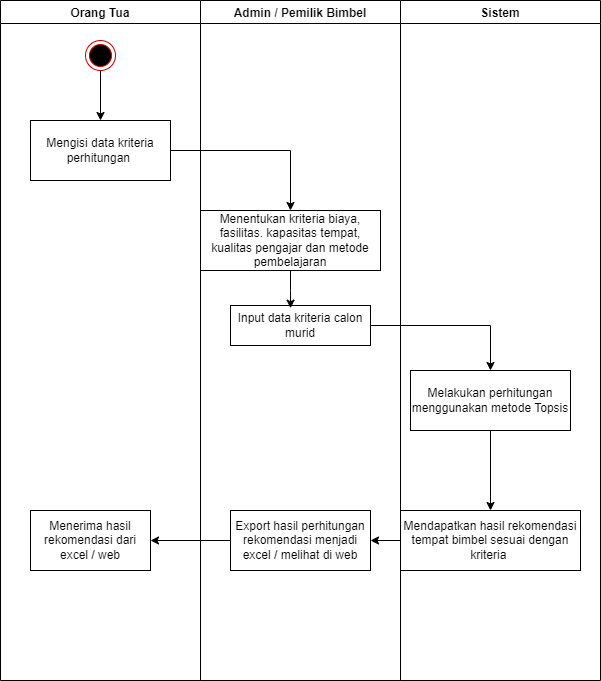 Orang Tua
Admin / Pemilik Bimbel
Sistem
Mengisi data kriteria
perhitungan
Menentukan kriteria biaya,
fasilitas. kapasitas tempat,
kualitas pengajar dan metode
pembelajaran
Input data kriteria calon
murid
Melakukan perhitungan
menggunakan metode Topsis
Mendapatkan hasil rekomendasi
tempat bimbel sesuai dengan
kriteria
Export hasil perhitungan
rekomendasi menjadi
excel / melihat di web
Menerima hasil
rekomendasi dari
excel / web